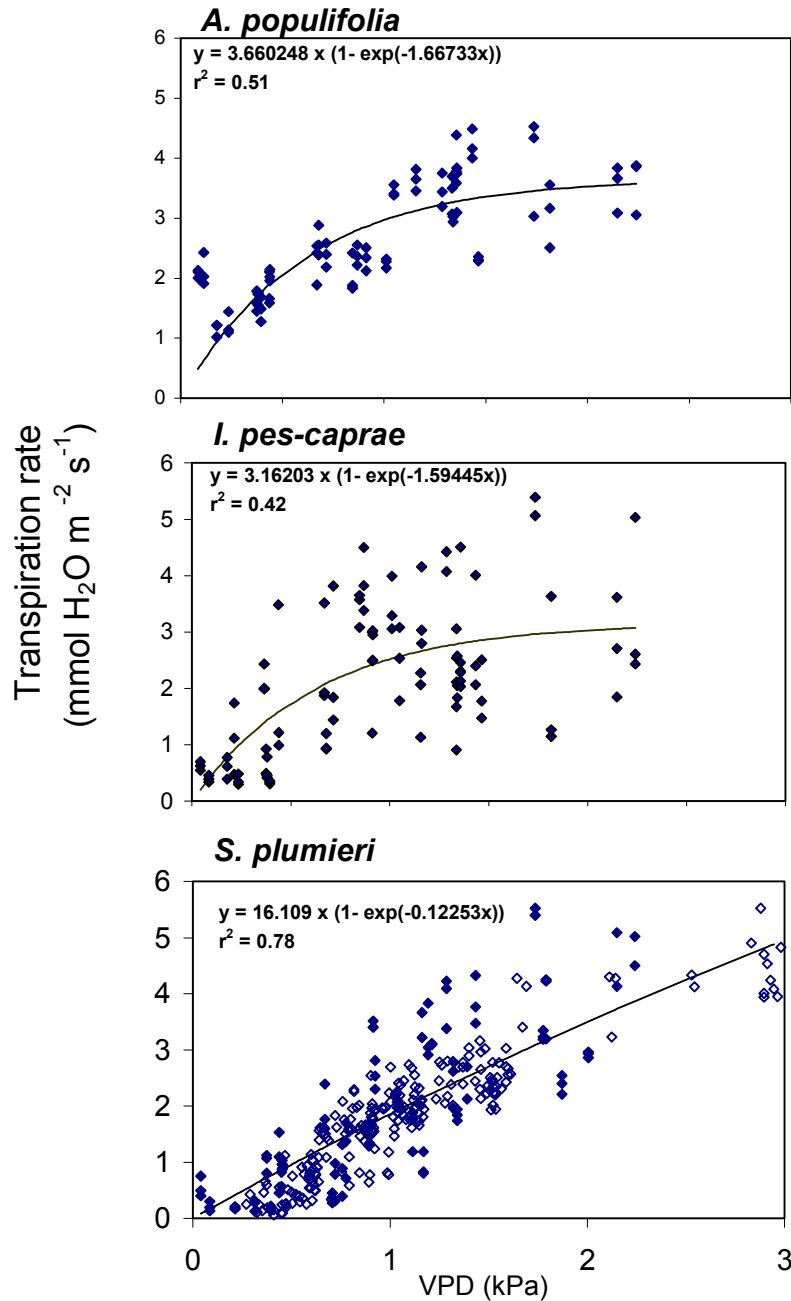 A. populifolia
y = 3.660248 x (1- exp(-1.66733x))
r² = 0.51
6
5
4
3
2
1
0
Transpiration rate
(mmol H₂O m⁻² s⁻¹)
I. pes-caprae
y = 3.16203 x (1- exp(-1.59445x))
r² = 0.42
6
5
4
3
2
1
0
S. plumieri
y = 16.109 x (1- exp(-0.12253x))
r² = 0.78
6
5
4
3
2
1
0
0 1 2 3
VPD (kPa)